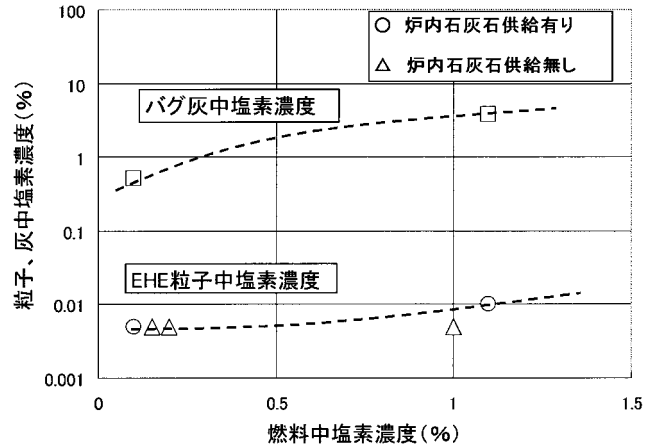 100
10
1
0.1
0.01
0.001
粒子、灰中塩素濃度(%)
○ 炉内石灰石供給有り
△ 炉内石灰石供給無し
バグ灰中塩素濃度
EHE粒子中塩素濃度
0
0.5
1
1.5
燃料中塩素濃度(%)